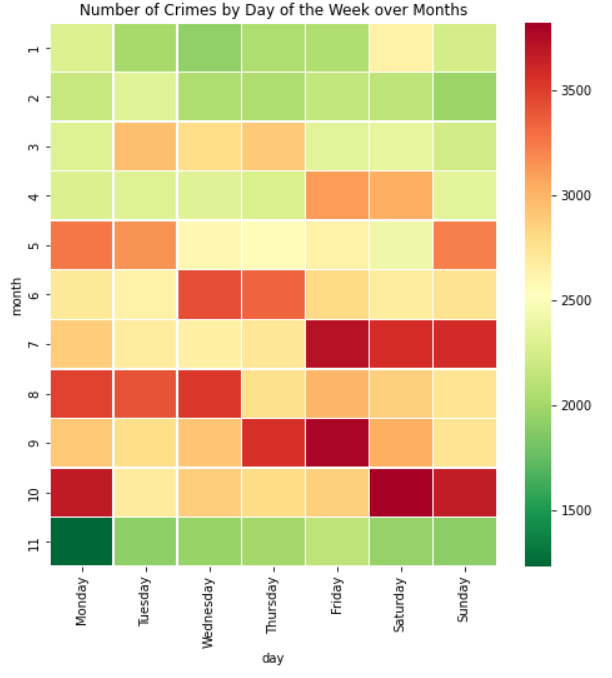 Number of Crimes by Day of the Week over Months
1
2
3
4
5
6
7
8
9
10
11
month
Monday
Tuesday
Wednesday
Thursday
Friday
Saturday
Sunday
day
3500
3000
2500
2000
1500